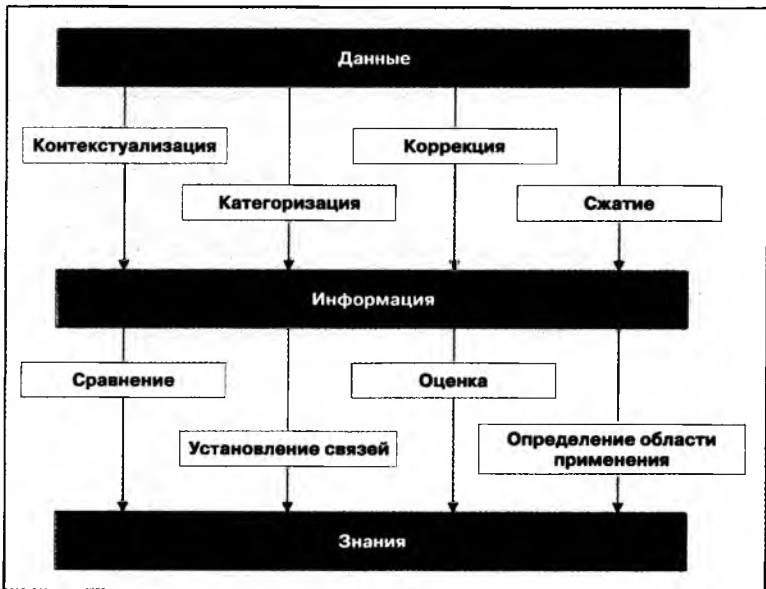 Данные
Контекстуализация
Коррекция
Категоризация
Сжатие
Информация
Сравнение
Оценка
Установление связей
Определение области
применения
Знания